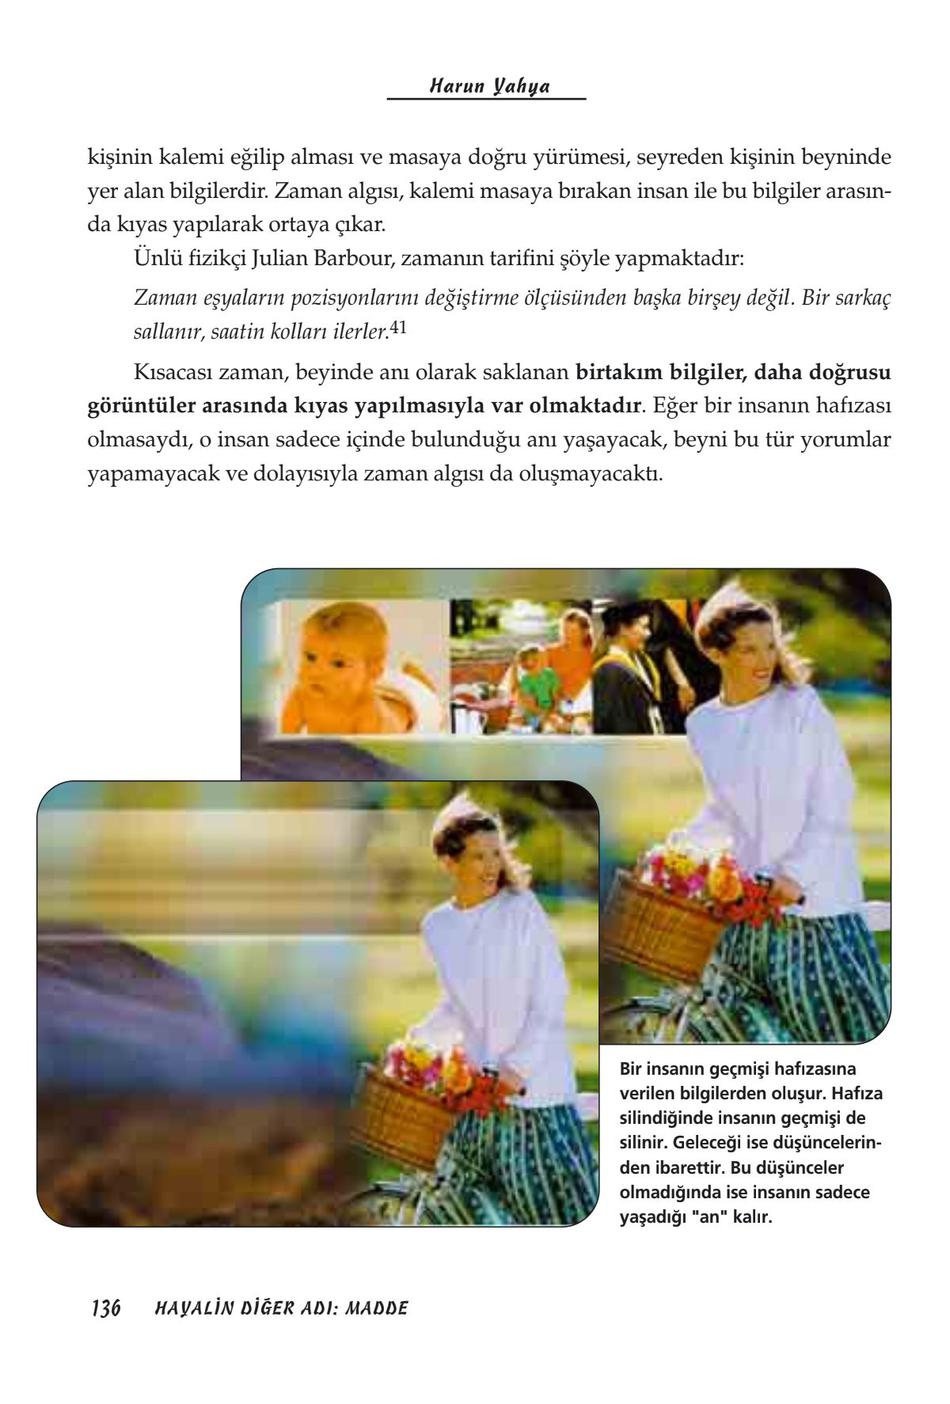 Harun Yahya
kişinin kalemi eğilip alması ve masaya doğru yürümesi, seyreden kişinin beyninde
yer alan bilgilerdir. Zaman algısı, kalemi masaya bırakan insan ile bu bilgiler arasın-
da kıyas yapılarak ortaya çıkar.
Ünlü fizikçi Julian Barbour, zamanın tarifini şöyle yapmaktadır:
Zaman eşyaların pozisyonlarını değiştirme ölçüsünden başka birşey değil. Bir sarkaç
sallanır, saatin kolları ilerler.41
Kısacası zaman, beyinde anı olarak saklanan birtakım bilgiler, daha doğrusu
görüntüler arasında kıyas yapılmasıyla var olmaktadır. Eğer bir insanın hafızası
olmasaydı, o insan sadece içinde bulunduğu anı yaşayacak, beyni bu tür yorumlar
yapamayacak ve dolayısıyla zaman algısı da oluşmayacaktı.
Bir insanın geçmişi hafızasına
verilen bilgilerden oluşur. Hafıza
silindiğinde insanın geçmişi de
silinir. Geleceği ise düşüncelerin-
den ibarettir. Bu düşünceler
olmadığında ise insanın sadece
yaşadığı "an" kalır.
136 HAYALİN DİĞER ADI: MADDE